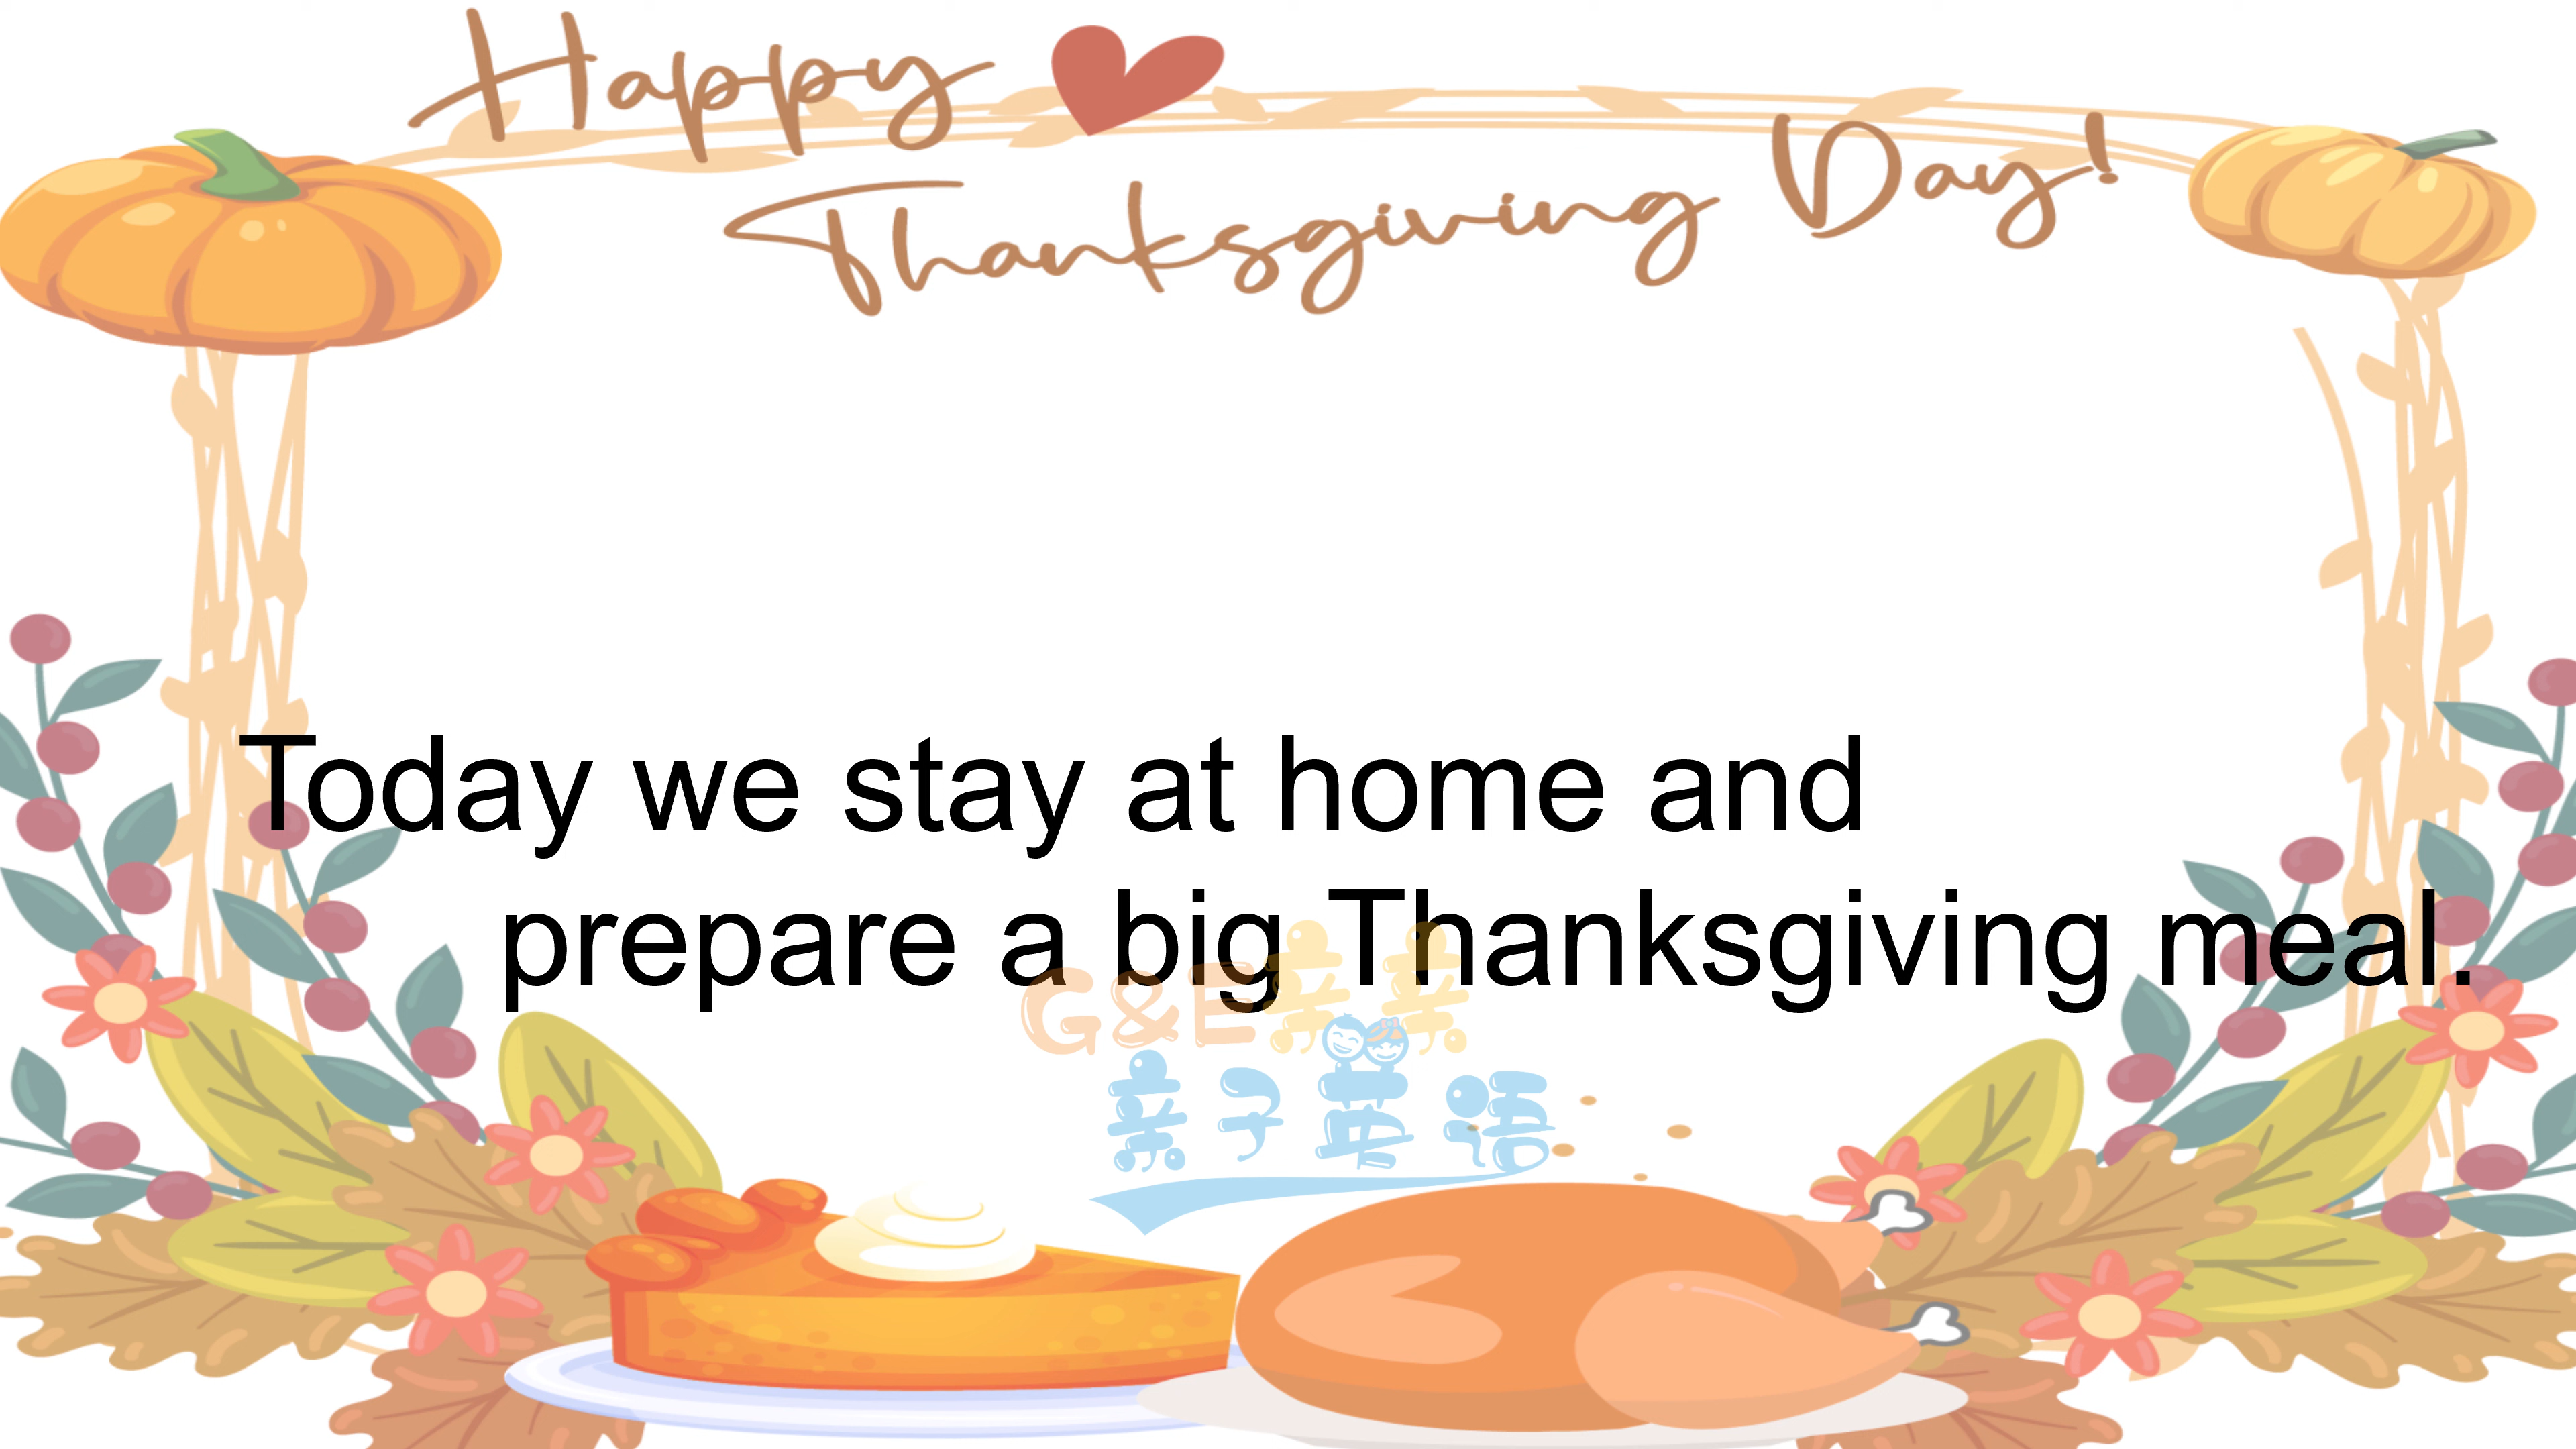 Happy
Thanksgiving Day!
Today we stay at home and
prepare a big Thanksgiving meal.
G&E亲亲
亲子英语